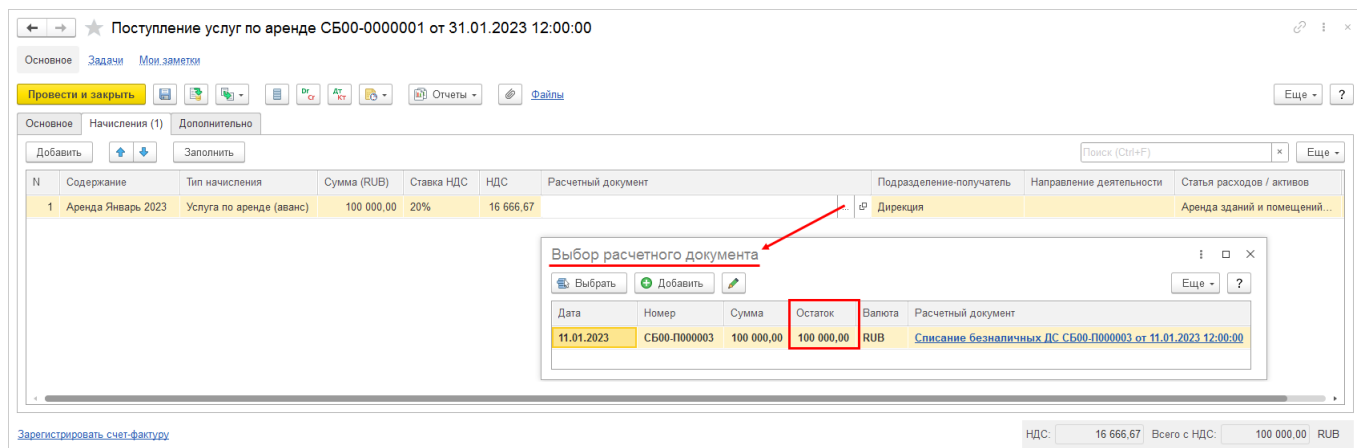 Поступление услуг по аренде СБ00-0000001 от 31.01.2023 12:00:00
Основное Задачи Мои заметки
Провести и закрыть Dr Cr Дт Кт Отчеты Файлы Еще ?
Основное Начисления (1) Дополнительно
Добавить Заполнить Поиск (Ctrl+F) × Еще
N Содержание Тип начисления Сумма (RUB) Ставка НДС НДС Расчетный документ Подразделение-получатель Направление деятельности Статья расходов / активов
1 Аренда Январь 2023 Услуга по аренде (аванс) 100 000,00 20% 16 666,67 ... Дирекция Аренда зданий и помещений...
Выбор расчетного документа
Выбрать Добавить Еще ?
Дата Номер Сумма Остаток Валюта Расчетный документ
11.01.2023 СБ00-П000003 100 000,00 100 000,00 RUB Списание безналичных ДС СБ00-П000003 от 11.01.2023 12:00:00
Зарегистрировать счет-фактуру НДС: 16 666,67 Всего с НДС: 100 000,00 RUB